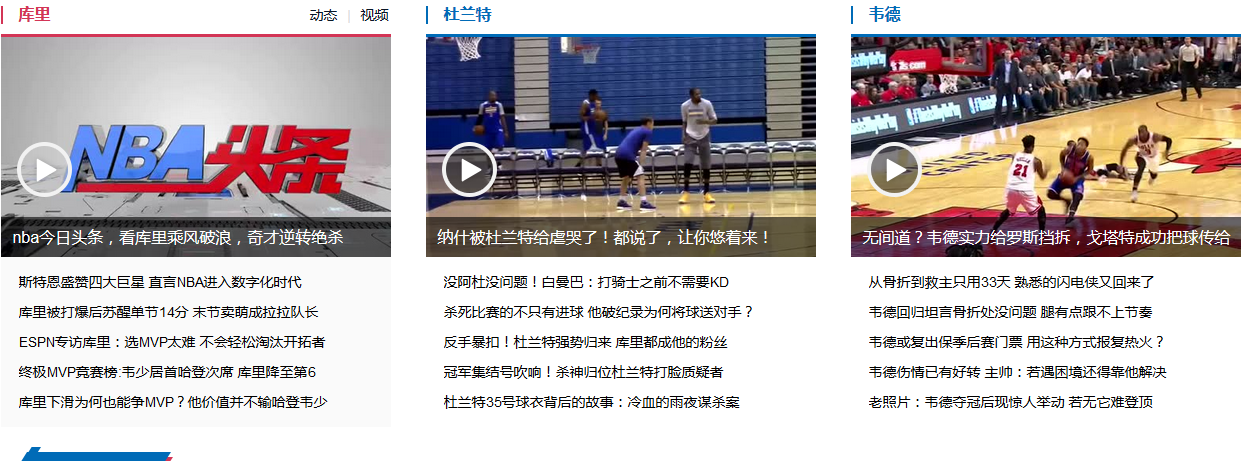 库里
动态 | 视频
NBA头条
nba今日头条，看库里乘风破浪，奇才逆转绝杀
斯特恩盛赞四大巨星 直言NBA进入数字化时代
库里被打爆后苏醒单节14分 末节卖萌成拉拉队长
ESPN专访库里：选MVP太难 不会轻松淘汰开拓者
终极MVP竞赛榜:韦少居首哈登次席 库里降至第6
库里下滑为何也能争MVP？他价值并不输哈登韦少
杜兰特
纳什被杜兰特给虐哭了！都说了，让你悠着来！
没阿杜没问题！白曼巴：打骑士之前不需要KD
杀死比赛的不只有进球 他破纪录为何将球送对手？
反手暴扣！杜兰特强势归来 库里都成他的粉丝
冠军集结号吹响！杀神归位杜兰特打脸质疑者
杜兰特35号球衣背后的故事：冷血的雨夜谋杀案
韦德
21
无间道？韦德实力给罗斯挡拆，戈塔特成功把球传给
从骨折到救主只用33天 熟悉的闪电侠又回来了
韦德回归坦言骨折处没问题 腿有点跟不上节奏
韦德或复出保季后赛门票 用这种方式报复热火？
韦德伤情已有好转 主帅：若遇困境还得靠他解决
老照片：韦德夺冠后现惊人举动 若无它难登顶